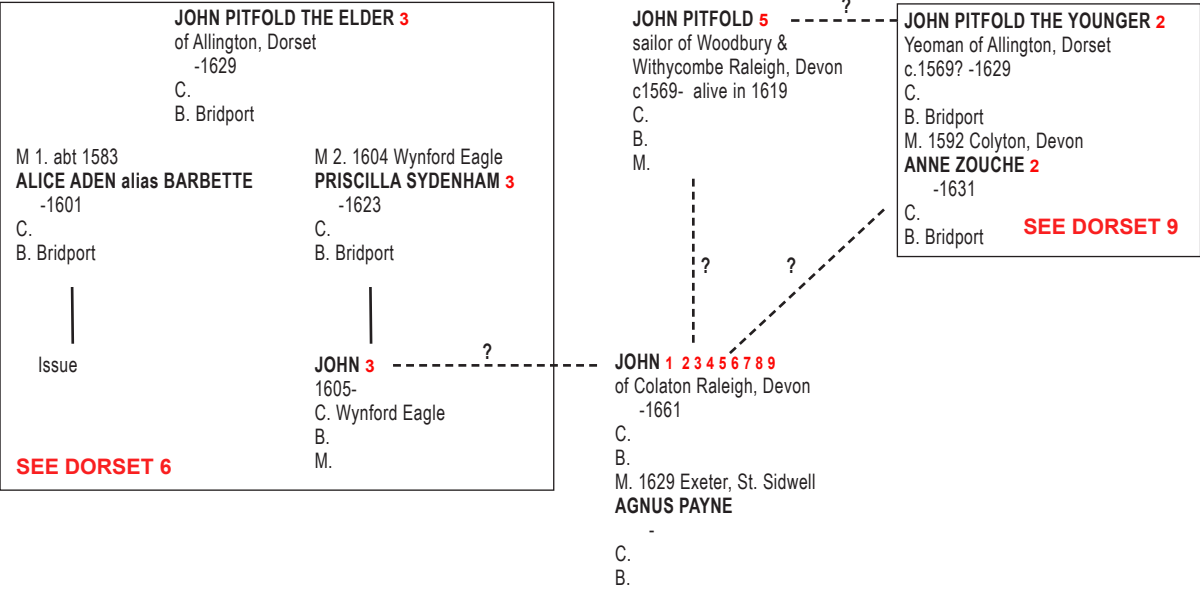 JOHN PITFOLD THE ELDER 3
of Allington, Dorset
-1629
C.
B. Bridport
M 1. abt 1583
ALICE ADEN alias BARBETTE
-1601
C.
B. Bridport
Issue
M 2. 1604 Wynford Eagle
PRISCILLA SYDENHAM 3
-1623
C.
B. Bridport
JOHN 3
1605-
C. Wynford Eagle
B.
M.
SEE DORSET 6
?
JOHN PITFOLD 5
sailor of Woodbury &
Withycombe Raleigh, Devon
c1569- alive in 1619
C.
B.
M.
?
JOHN PITFOLD THE YOUNGER 2
Yeoman of Allington, Dorset
c.1569? -1629
C.
B. Bridport
M. 1592 Colyton, Devon
ANNE ZOUCHE 2
-1631
C.
B. Bridport
SEE DORSET 9
?
?
JOHN 1 2 3 4 5 6 7 8 9
of Colaton Raleigh, Devon
-1661
C.
B.
M. 1629 Exeter, St. Sidwell
AGNUS PAYNE
-
C.
B.